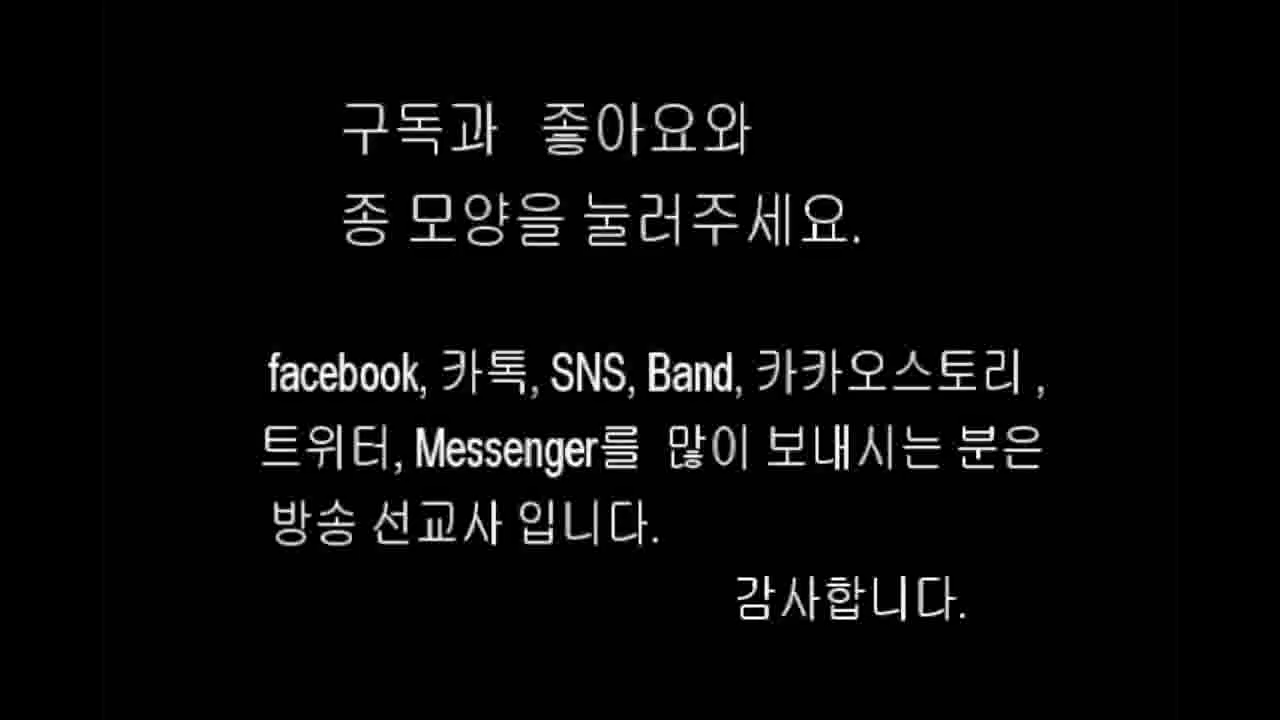 구독과 좋아요와
종 모양을 눌러주세요.
facebook, 카톡, SNS, Band, 카카오스토리 ,
트위터, Messenger를 많이 보내시는 분은
방송 선교사 입니다.
감사합니다.